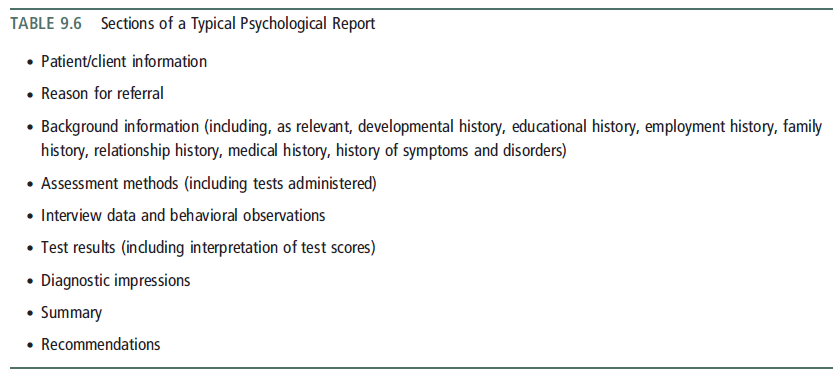 TABLE 9.6 Sections of a Typical Psychological Report
• Patient/client information
• Reason for referral
• Background information (including, as relevant, developmental history, educational history, employment history, family
history, relationship history, medical history, history of symptoms and disorders)
• Assessment methods (including tests administered)
• Interview data and behavioral observations
• Test results (including interpretation of test scores)
• Diagnostic impressions
• Summary
• Recommendations